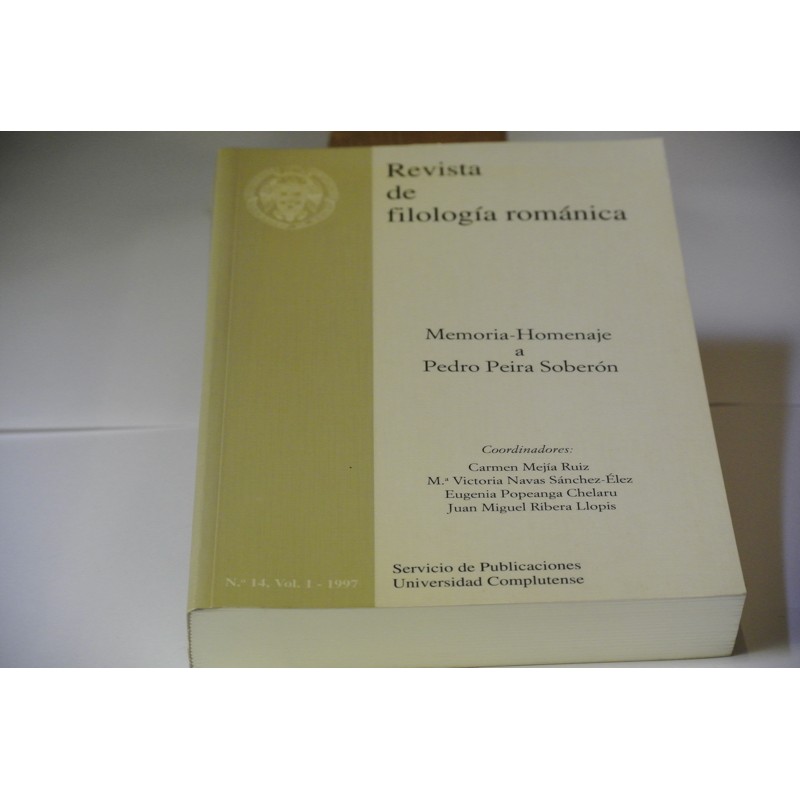 Revista
de
filología románica
Memoria-Homenaje
a
Pedro Peira Soberón
Coordinadores:
Carmen Mejía Ruiz
M.ª Victoria Navas Sánchez-Élez
Eugenia Popeanga Chelaru
Juan Miguel Ribera Llopis
Servicio de Publicaciones
Universidad Complutense
N.º 14, Vol. 1 - 1997